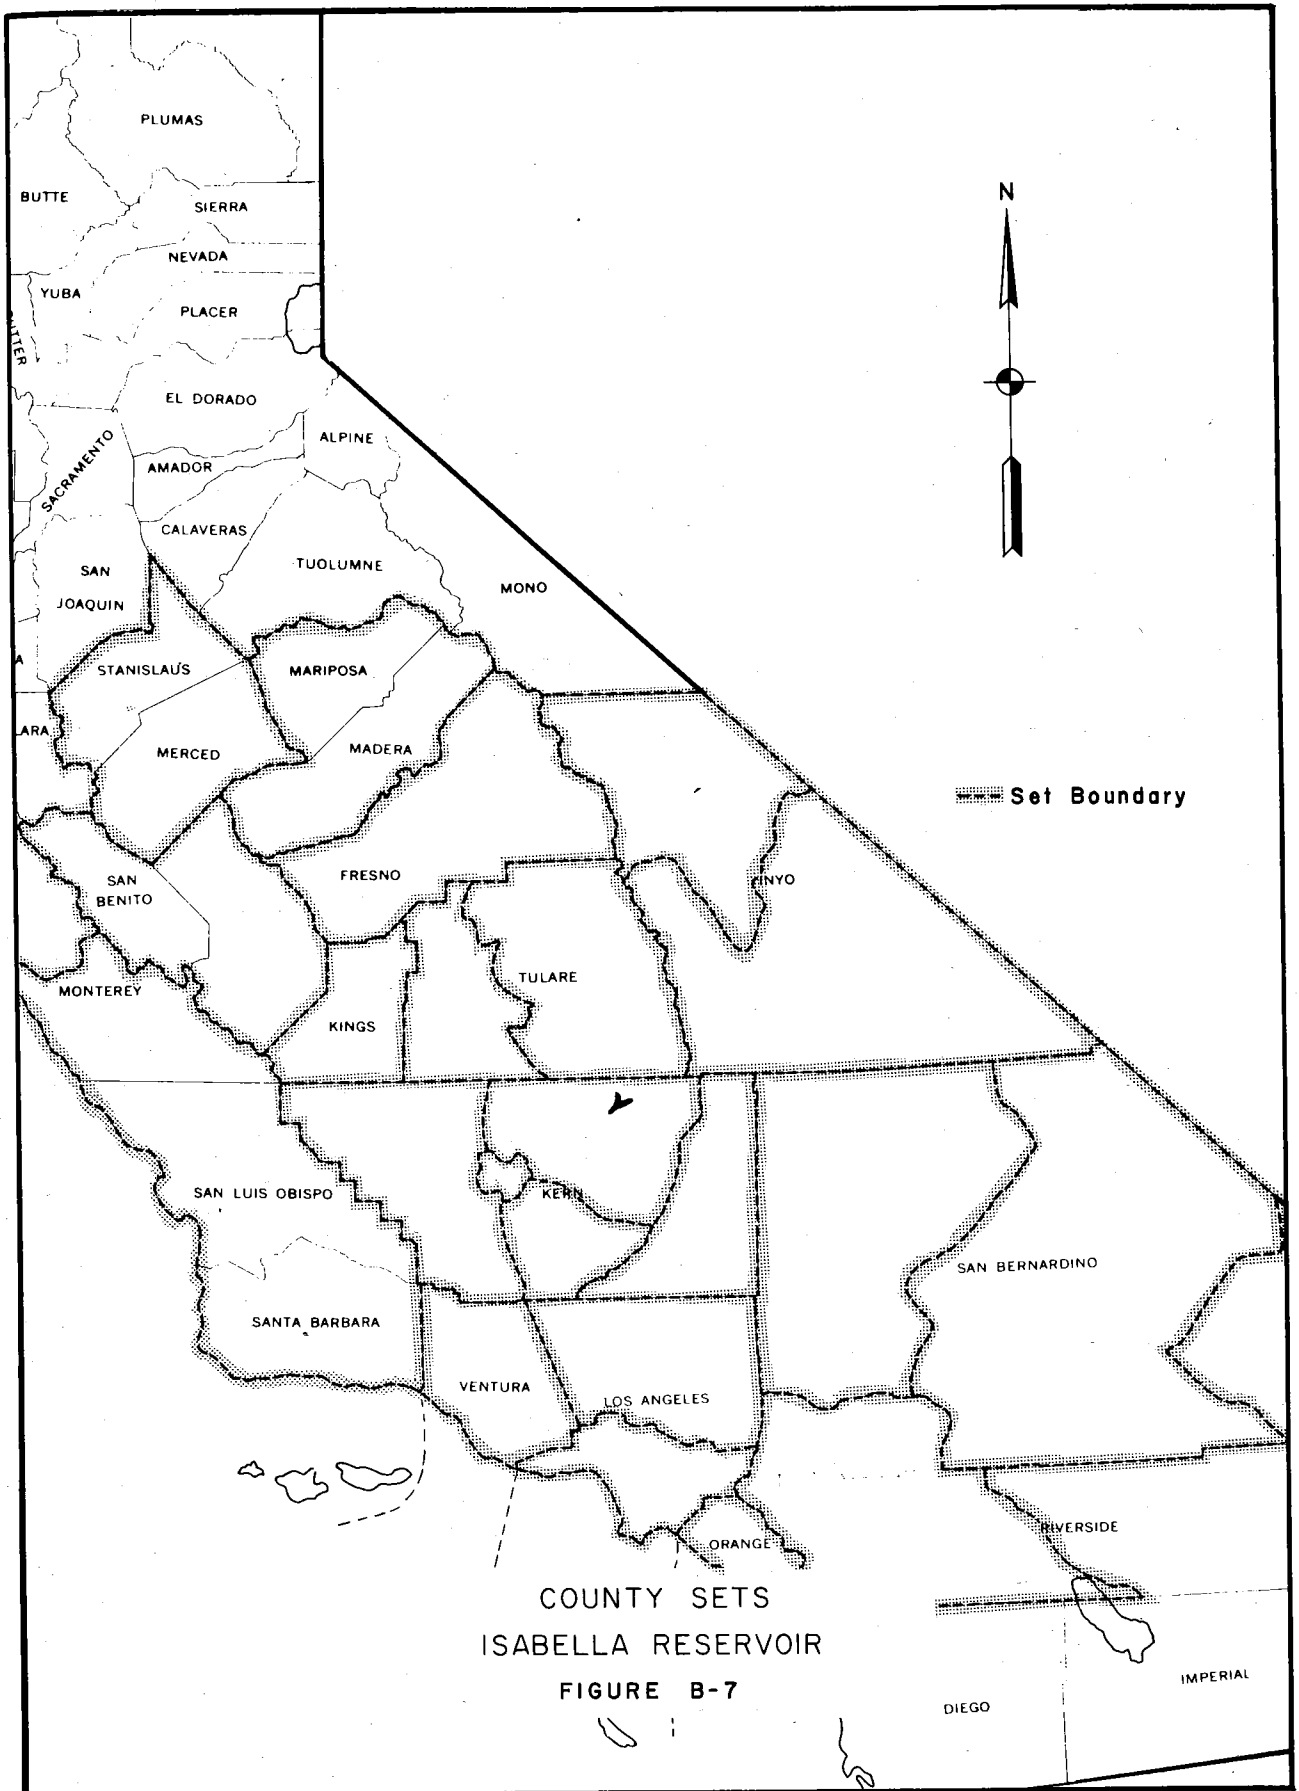 PLUMAS
BUTTE
SIERRA
N
NEVADA
YUBA
PLACER
UTTER
EL DORADO
ALPINE
SACRAMENTO
AMADOR
CALAVERAS
SAN
JOAQUIN
TUOLUMNE
MONO
A
STANISLAUS
MARIPOSA
LARA
MERCED
MADERA
Set Boundary
SAN
BENITO
FRESNO
INYO
MONTEREY
TULARE
KINGS
SAN LUIS OBISPO
KERN
SAN BERNARDINO
SANTA BARBARA
VENTURA
LOS ANGELES
ORANGE
RIVERSIDE
COUNTY SETS
ISABELLA RESERVOIR
FIGURE B-7
DIEGO
IMPERIAL